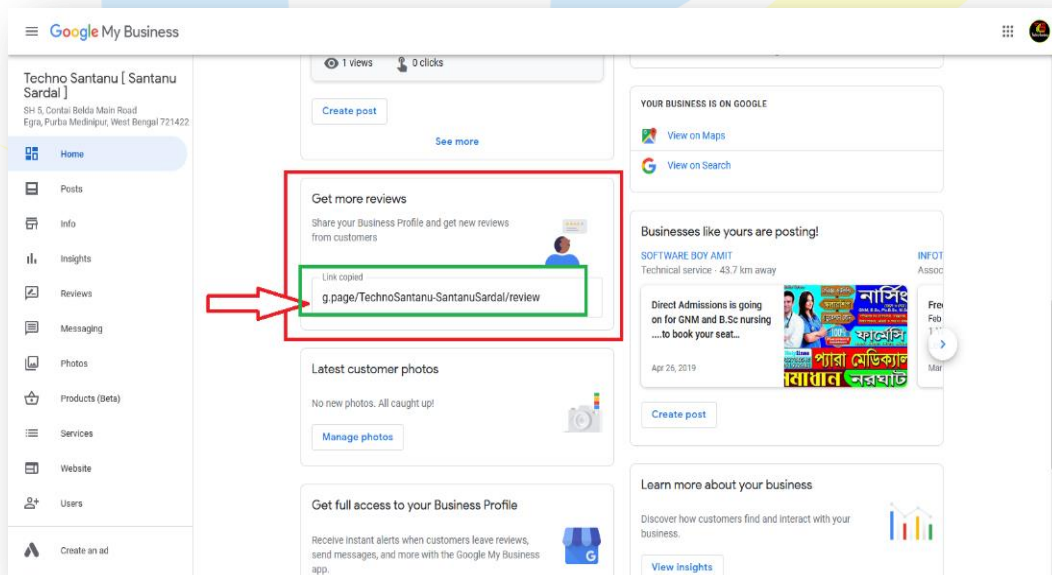 Google My Business
Techno Santanu [ Santanu
Sardal ]
SH 5, Contai Belda Main Road
Egra, Purba Medinipur, West Bengal 721422
Home
Posts
Info
Insights
Reviews
Messaging
Photos
Products (Beta)
Services
Website
Users
Create an ad
1 views
0 clicks
Create post
See more
Get more reviews
Share your Business Profile and get new reviews
from customers
Link copied
g.page/TechnoSantanu-SantanuSardal/review
Latest customer photos
No new photos. All caught up!
Manage photos
Get full access to your Business Profile
Receive instant alerts when customers leave reviews,
send messages, and more with the Google My Business
app.
YOUR BUSINESS IS ON GOOGLE
View on Maps
View on Search
Businesses like yours are posting!
SOFTWARE BOY AMIT
Technical service · 43.7 km away
Direct Admissions is going
on for GNM and B.Sc nursing
....to book your seat...
Apr 26, 2019
নার্সিং
ফার্মেসি
প্যারা মেডিক্যাল
সমাধান নরঘাট
100%
INFOT
Assoc
Free
Feb
Mar
Create post
Learn more about your business
Discover how customers find and interact with your
business.
View insights